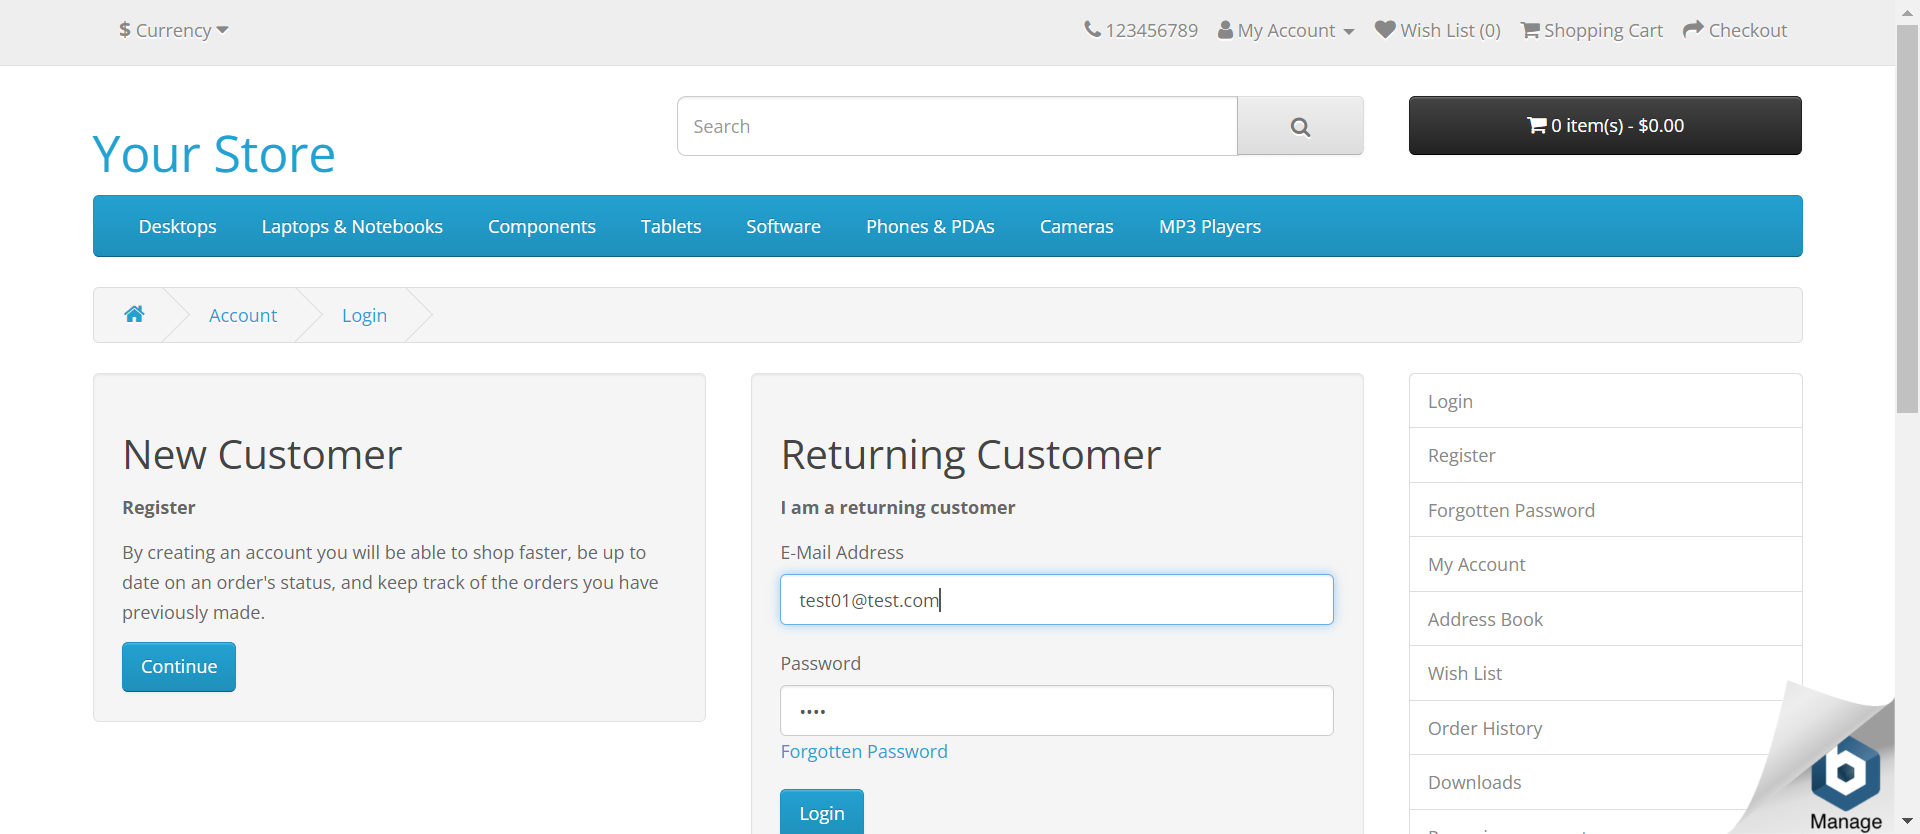 $ Currency
123456789
My Account
Wish List (0)
Shopping Cart
Checkout
Your Store
Search
0 item(s) - $0.00
Desktops
Laptops & Notebooks
Components
Tablets
Software
Phones & PDAs
Cameras
MP3 Players
Account
Login
New Customer
Register
By creating an account you will be able to shop faster, be up to
date on an order's status, and keep track of the orders you have
previously made.
Continue
Returning Customer
I am a returning customer
E-Mail Address
test01@test.com
Password
••••
Forgotten Password
Login
Login
Register
Forgotten Password
My Account
Address Book
Wish List
Order History
Downloads
Manage